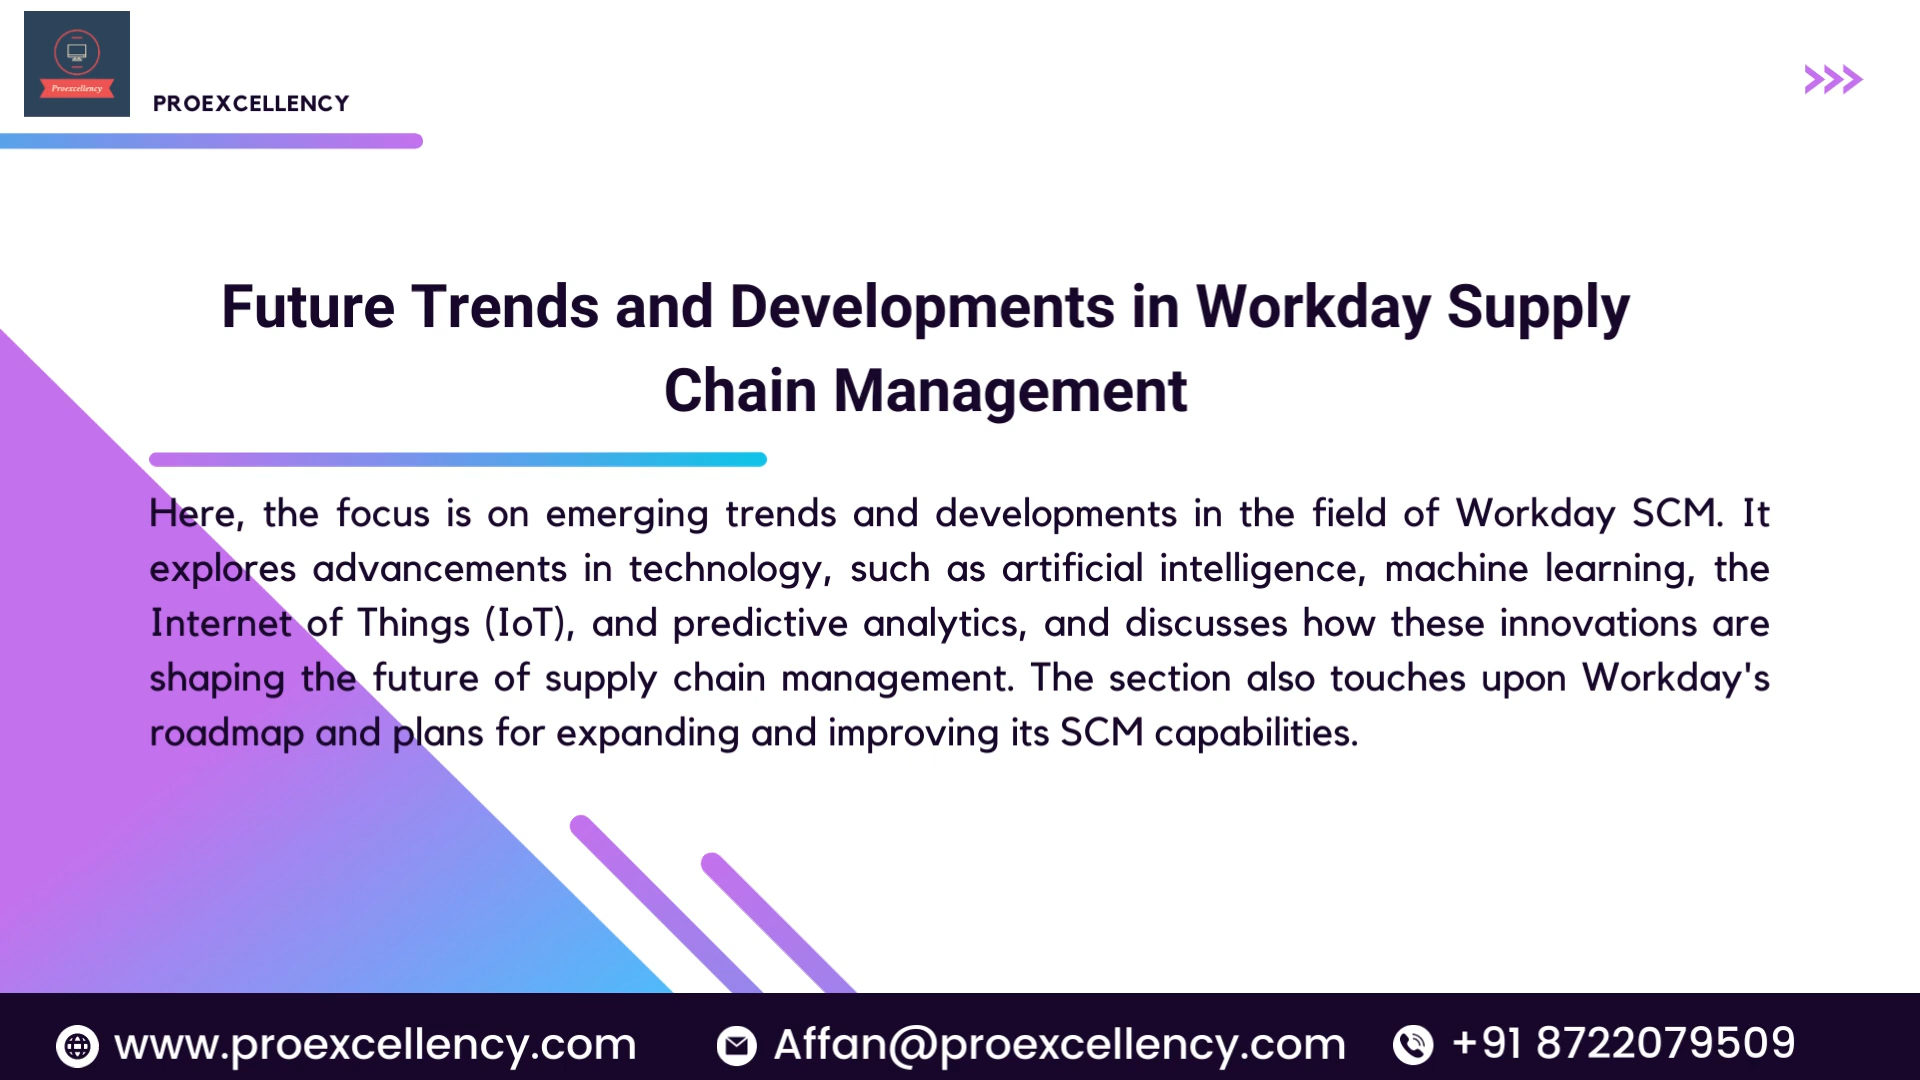 Proexcellency
PROEXCELLENCY
Future Trends and Developments in Workday Supply
Chain Management
Here, the focus is on emerging trends and developments in the field of Workday SCM. It
explores advancements in technology, such as artificial intelligence, machine learning, the
Internet of Things (IoT), and predictive analytics, and discusses how these innovations are
shaping the future of supply chain management. The section also touches upon Workday's
roadmap and plans for expanding and improving its SCM capabilities.
www.proexcellency.com
Affan@proexcellency.com
+91 8722079509